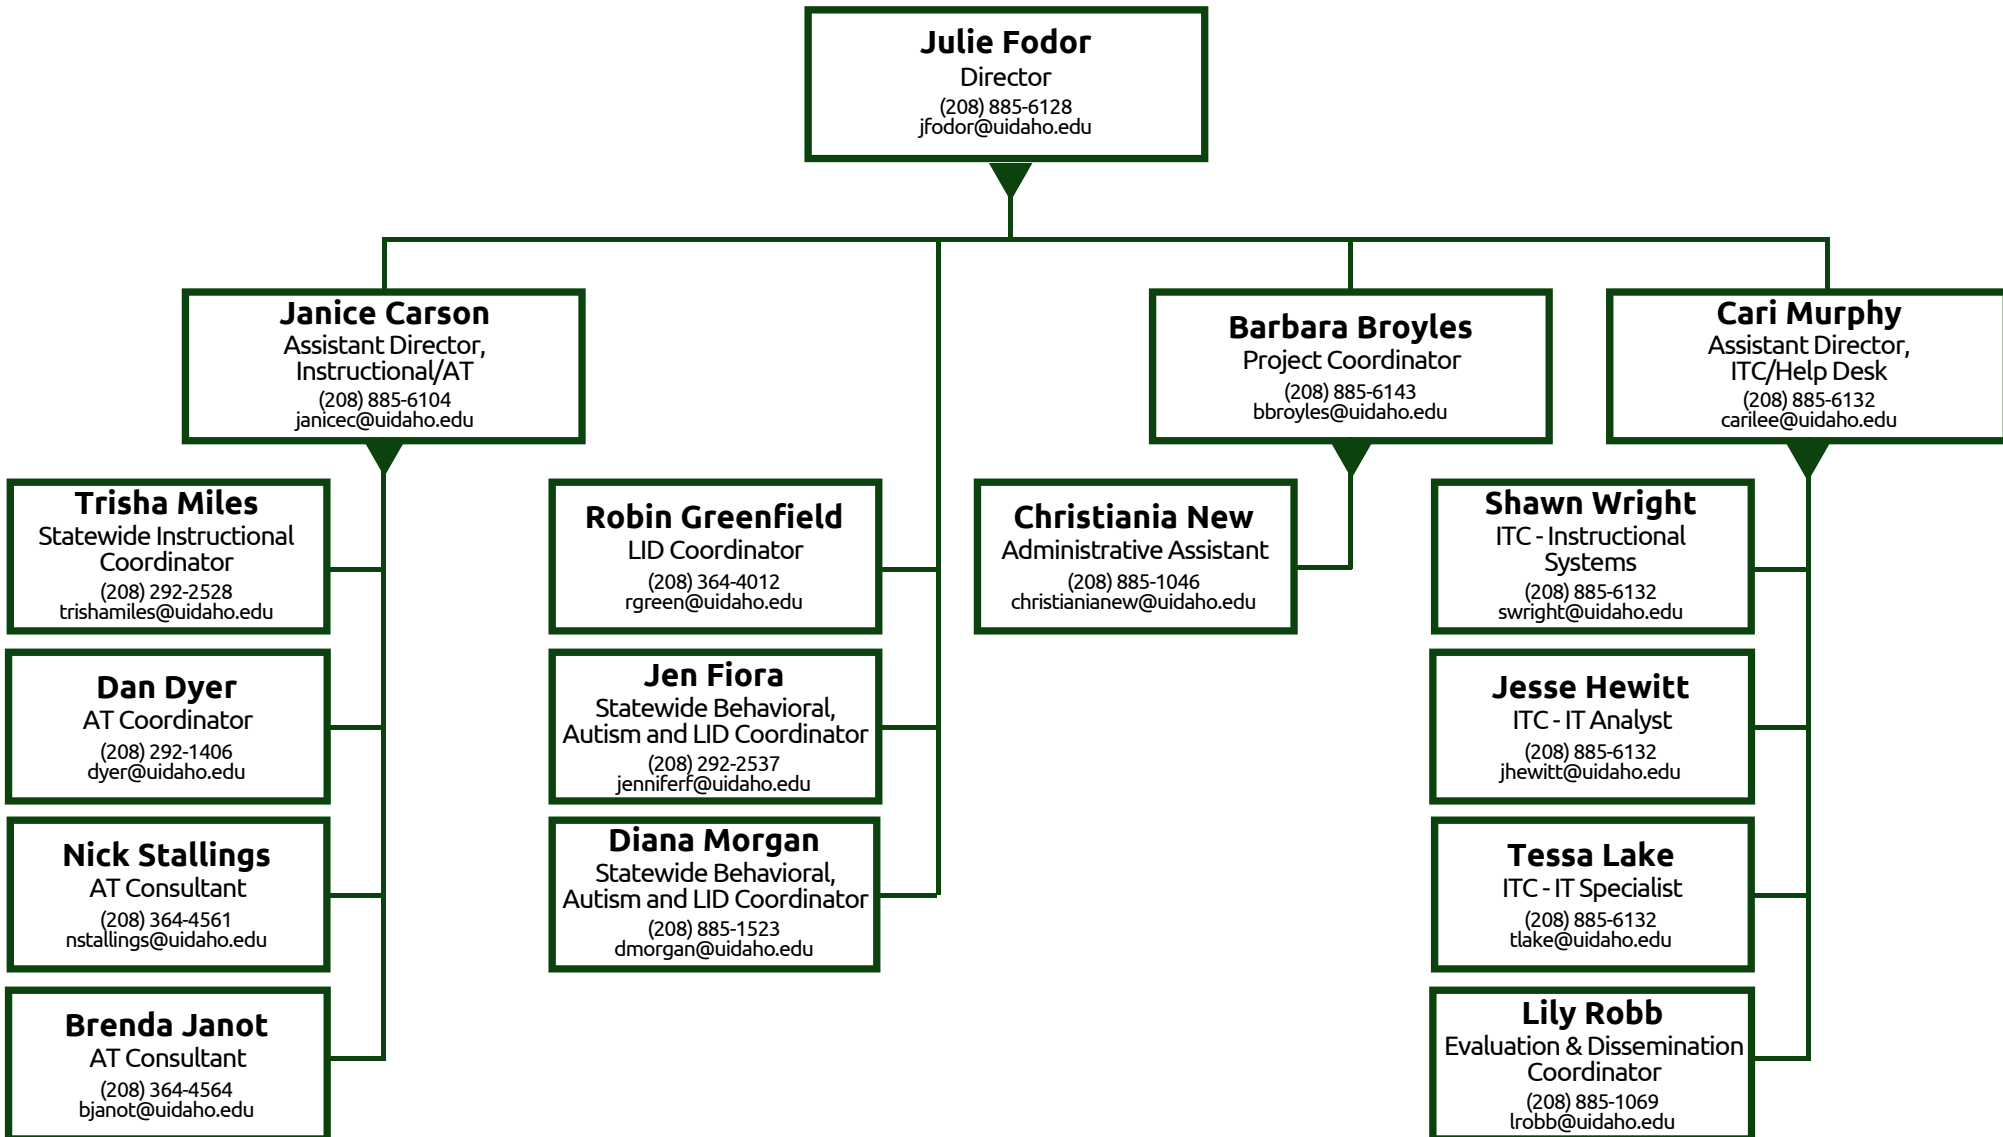 Julie Fodor
Director
(208) 885-6128
jfodor@uidaho.edu
Janice Carson
Assistant Director,
Instructional/AT
(208) 885-6104
janicec@uidaho.edu
Barbara Broyles
Project Coordinator
(208) 885-6143
bbroyles@uidaho.edu
Cari Murphy
Assistant Director,
ITC/Help Desk
(208) 885-6132
carilee@uidaho.edu
Trisha Miles
Statewide Instructional
Coordinator
(208) 292-2528
trishamiles@uidaho.edu
Dan Dyer
AT Coordinator
(208) 292-1406
dyer@uidaho.edu
Nick Stallings
AT Consultant
(208) 364-4561
nstallings@uidaho.edu
Brenda Janot
AT Consultant
(208) 364-4564
bjanot@uidaho.edu
Robin Greenfield
LID Coordinator
(208) 364-4012
rgreen@uidaho.edu
Jen Fiora
Statewide Behavioral,
Autism and LID Coordinator
(208) 292-2537
jenniferf@uidaho.edu
Diana Morgan
Statewide Behavioral,
Autism and LID Coordinator
(208) 885-1523
dmorgan@uidaho.edu
Christiania New
Administrative Assistant
(208) 885-1046
christianianew@uidaho.edu
Shawn Wright
ITC - Instructional
Systems
(208) 885-6132
swright@uidaho.edu
Jesse Hewitt
ITC - IT Analyst
(208) 885-6132
jhewitt@uidaho.edu
Tessa Lake
ITC - IT Specialist
(208) 885-6132
tlake@uidaho.edu
Lily Robb
Evaluation & Dissemination
Coordinator
(208) 885-1069
lrobb@uidaho.edu